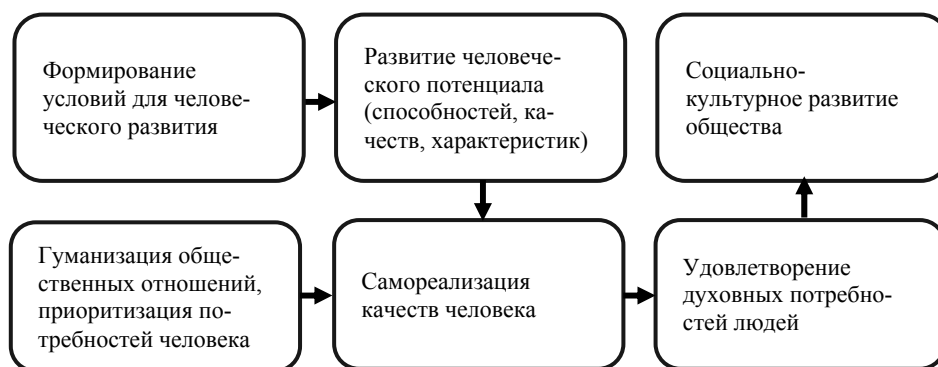 Формирование
условий для челове-
ческого развития
Развитие человече-
ского потенциала
(способностей, ка-
честв, характеристик)
Социально-
культурное развитие
общества
Гуманизация обще-
ственных отношений,
приоритизация по-
требностей человека
Самореализация
качеств человека
Удовлетворение
духовных потребно-
стей людей